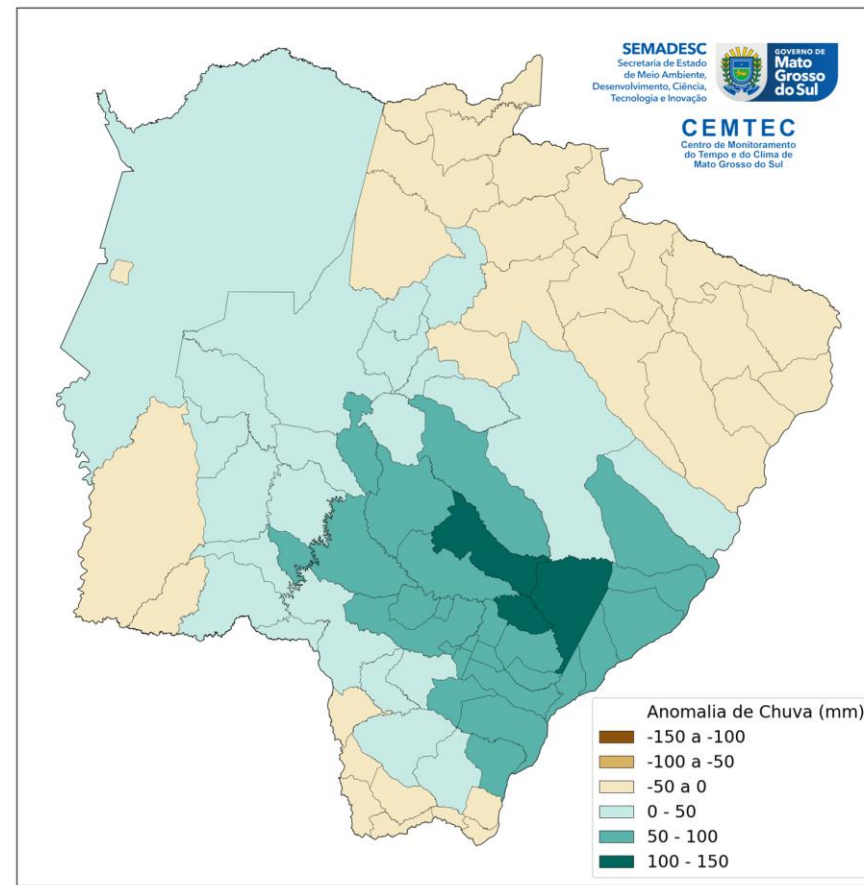 SEMADESC
Secretaria de Estado
de Meio Ambiente,
Desenvolvimento, Ciência,
Tecnologia e Inovação
GOVERNO DE
Mato
Grosso
do Sul
CEMTEC
Centro de Monitoramento
do Tempo e do Clima de
Mato Grosso do Sul
Anomalia de Chuva (mm)
-150 a -100
-100 a -50
-50 a 0
0 - 50
50 - 100
100 - 150